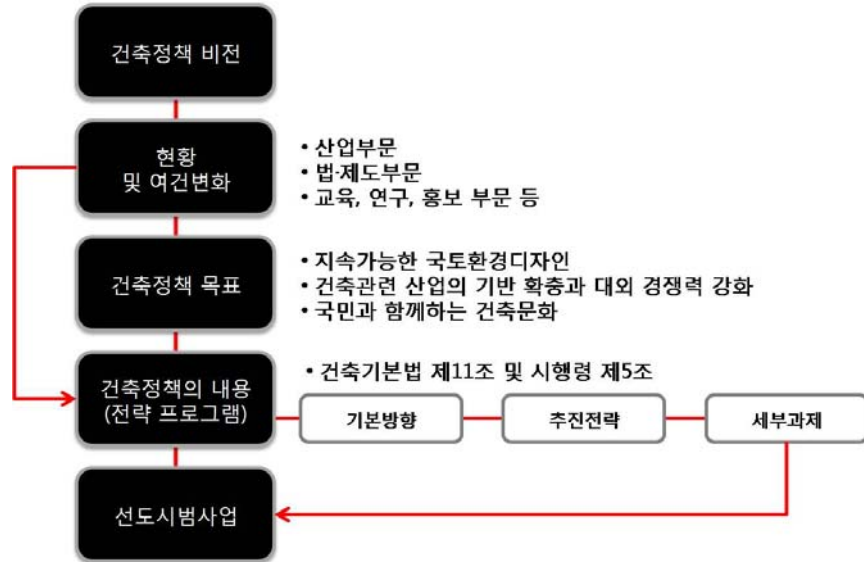 건축정책 비전
현황
및 여건변화
• 산업부문
• 법·제도부문
• 교육, 연구, 홍보 부문 등
건축정책 목표
• 지속가능한 국토환경디자인
• 건축관련 산업의 기반 확충과 대외 경쟁력 강화
• 국민과 함께하는 건축문화
건축정책의 내용
(전략 프로그램)
• 건축기본법 제11조 및 시행령 제5조
기본방향
추진전략
세부과제
선도시범사업